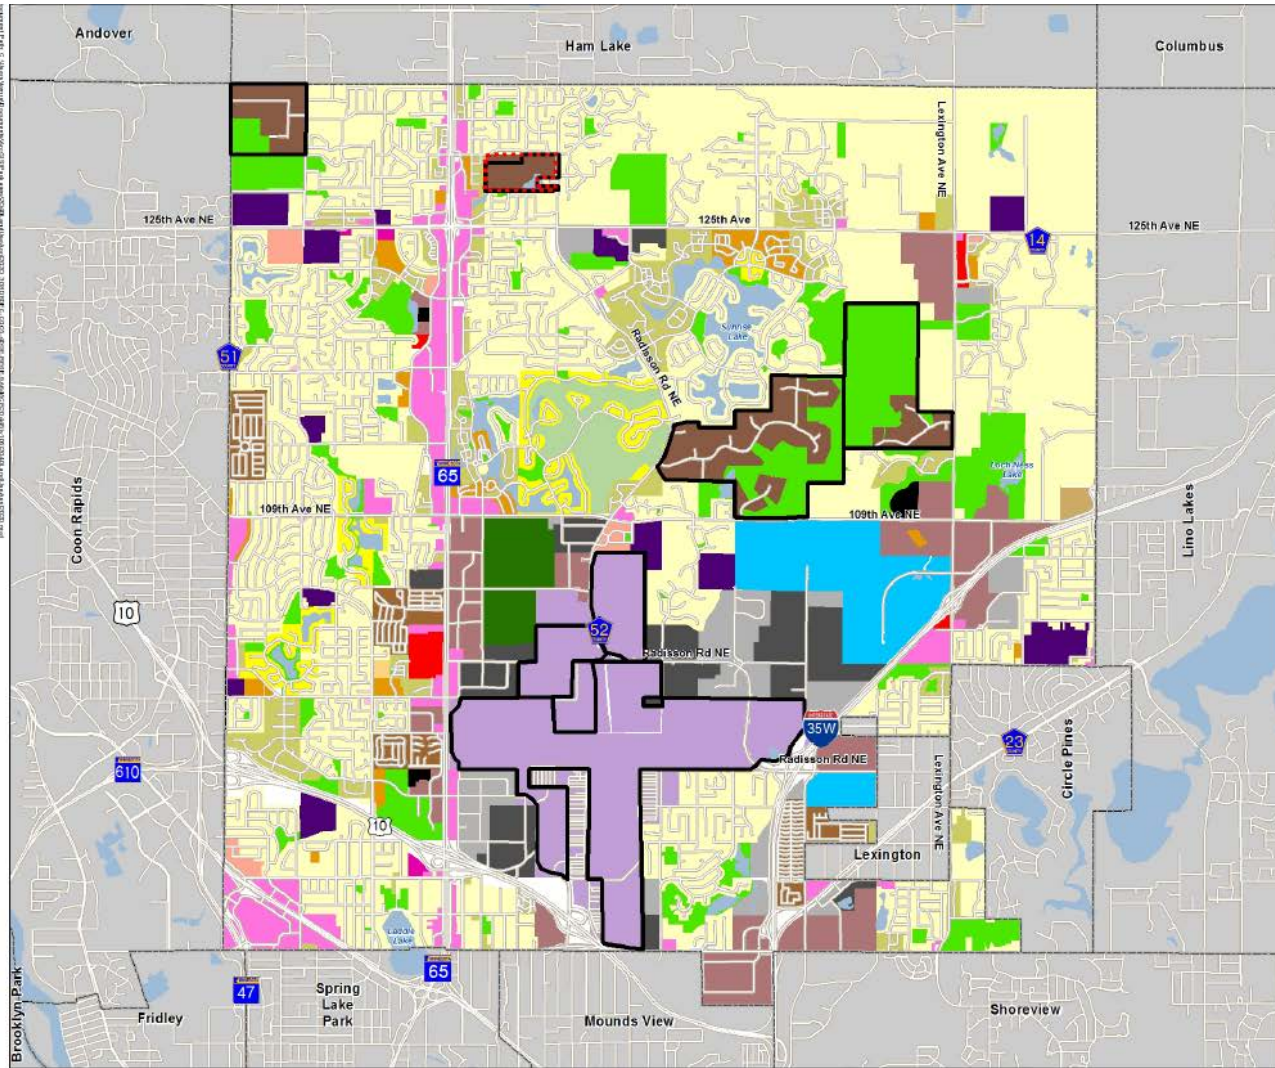 Andover
Ham Lake
Columbus
Lexington Ave NE
125th Ave NE
125th Ave
14
125th Ave NE
51
Sunrise
Lake
Radisson Rd NE
65
Loch Ness
Lake
109th Ave NE
109th Ave NE
Coon Rapids
Lino Lakes
10
52
Radisson Rd NE
35W
23
Radisson Rd NE
610
Circle Pines
Lexington Ave NE
10
Lexington
Laddie
Lake
65
47
Spring
Lake
Park
Brooklyn Park
Fridley
Mounds View
Shoreview